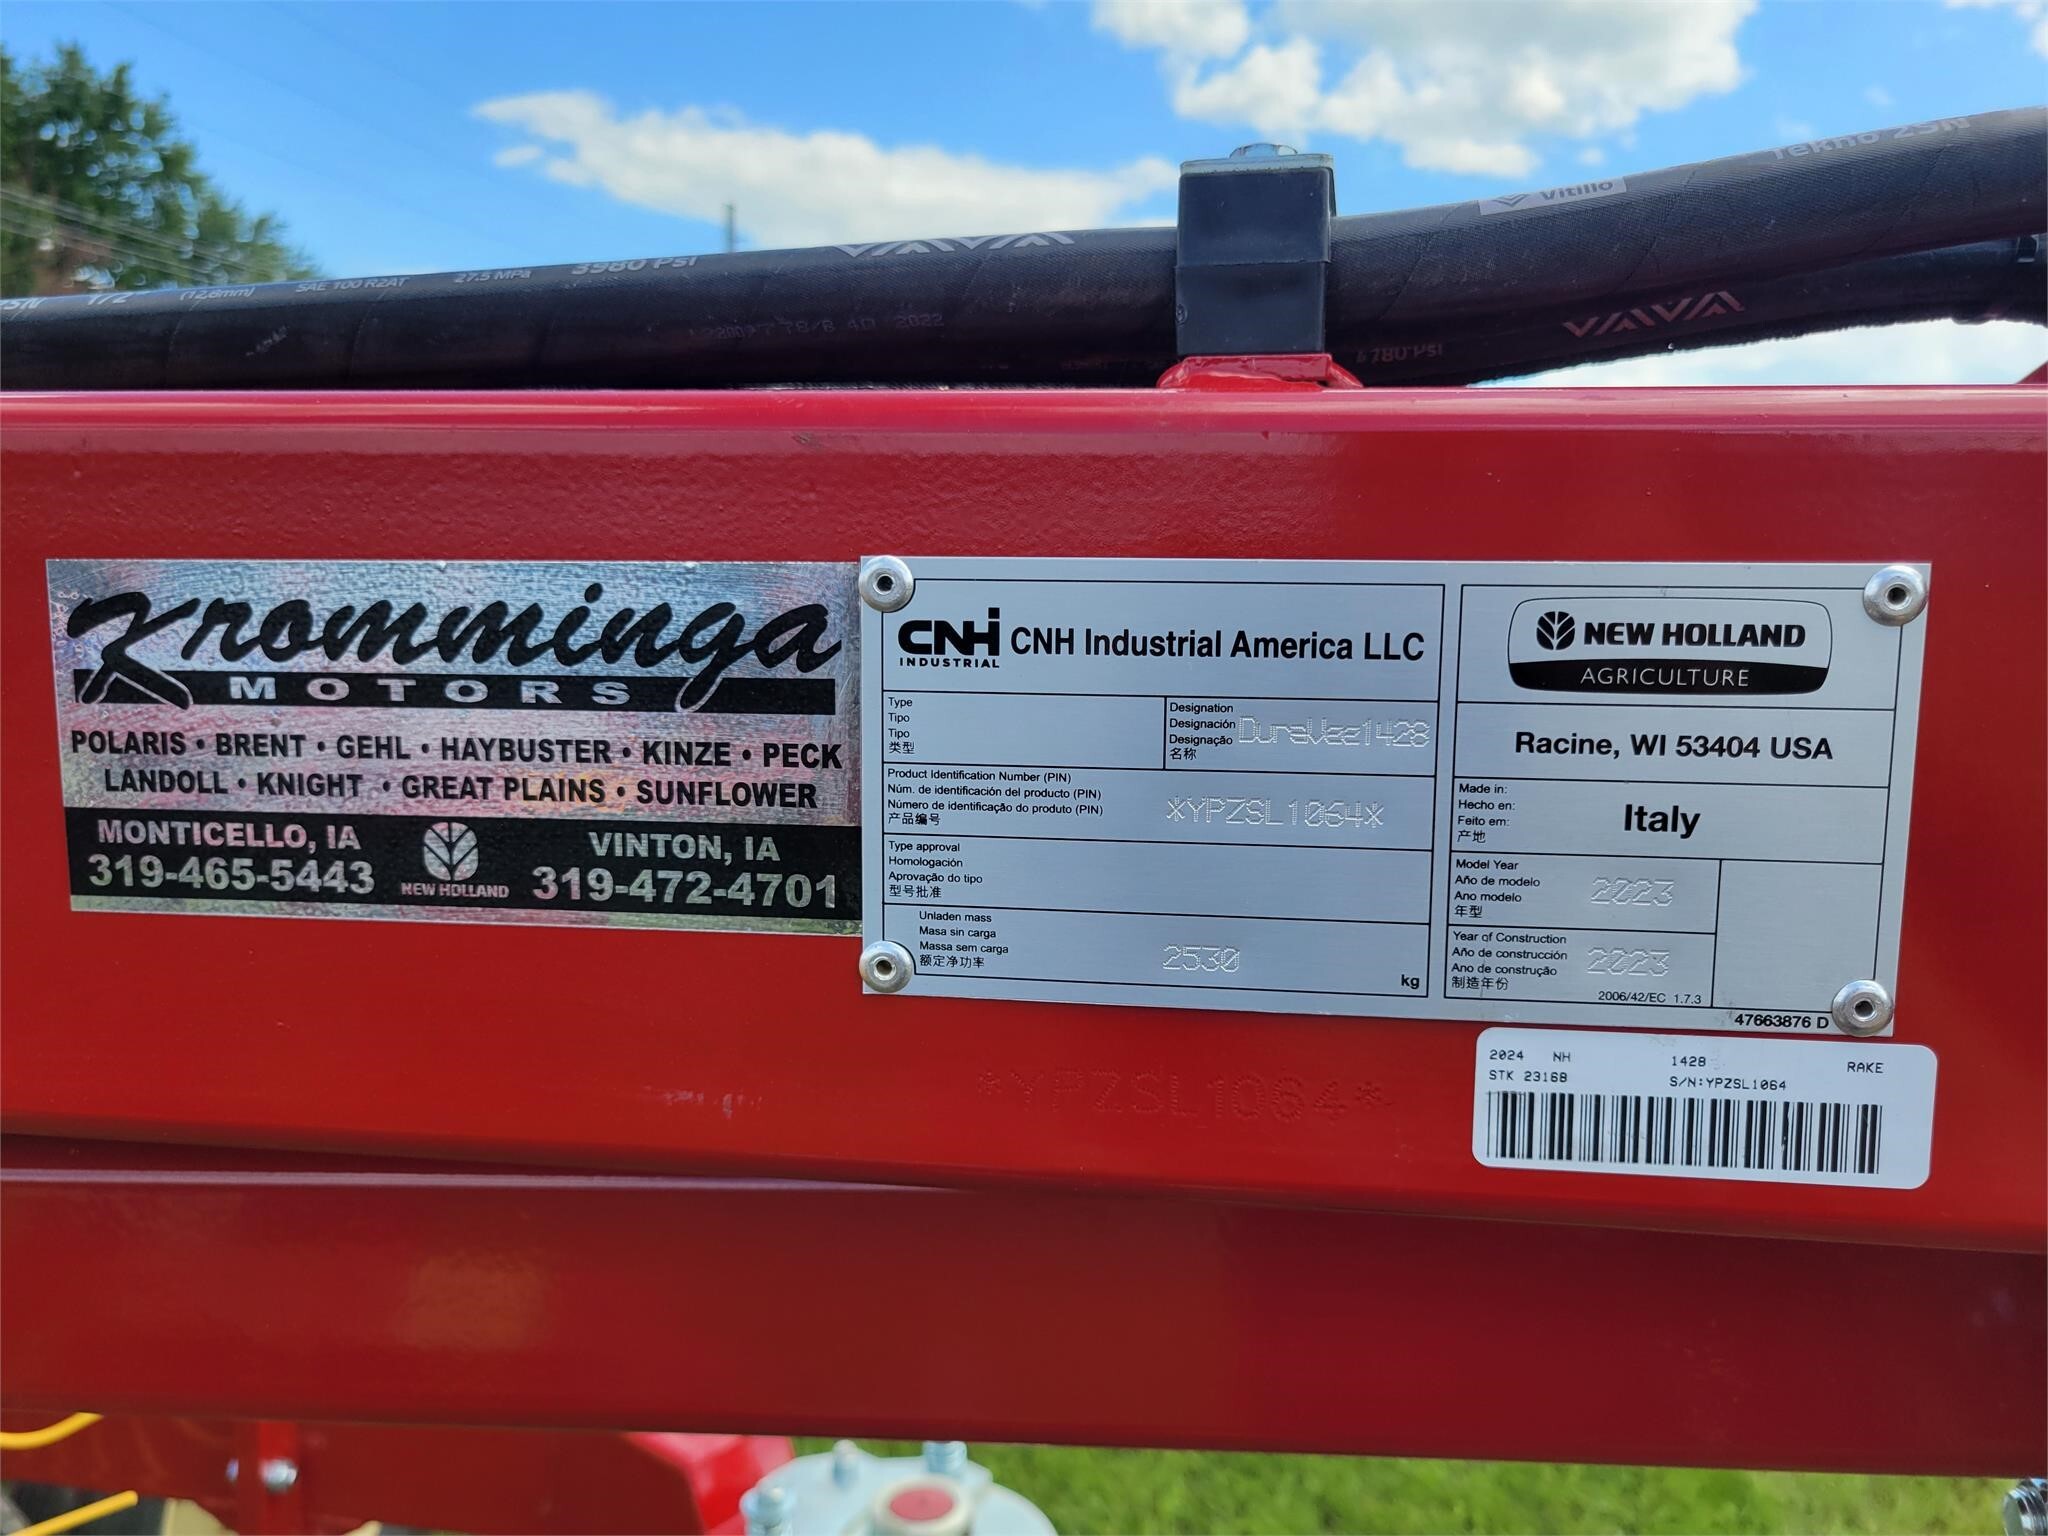 Tekno 2SN
Vitillo
VAIVAI
2SN 1/2" (12,8mm) SAE 100 R2AT 27.5 MPa 3980 Psi
4Q 2022
VAIVAI
Kromminga
MOTORS
POLARIS • BRENT • GEHL • HAYBUSTER • KINZE • PECK
LANDOLL • KNIGHT • GREAT PLAINS • SUNFLOWER
MONTICELLO, IA
319-465-5443
NEW HOLLAND
VINTON, IA
319-472-4701
CNH INDUSTRIAL
CNH Industrial America LLC
Type
Tipo
Tipo
类型
Designation
Designación
Designação
名称
DuraVee1428
Product Identification Number (PIN)
Núm. de identificación del producto (PIN)
Número de identificação do produto (PIN)
产品编号
*YPZSL1064*
Type approval
Homologación
Aprovação do tipo
型号批准
Unladen mass
Masa sin carga
Massa sem carga
额定净功率
2530
kg
NEW HOLLAND
AGRICULTURE
Racine, WI 53404 USA
Made in:
Hecho en:
Feito em:
产地
Italy
Model Year
Año de modelo
Ano modelo
年型
2023
Year of Construction
Año de construcción
Ano de construção
制造年份
2023
2006/42/EC 1.7.3
47663876 D
*YPZSL1064*
2024 NH 1428 RAKE
STK 23168 S/N:YPZSL1064